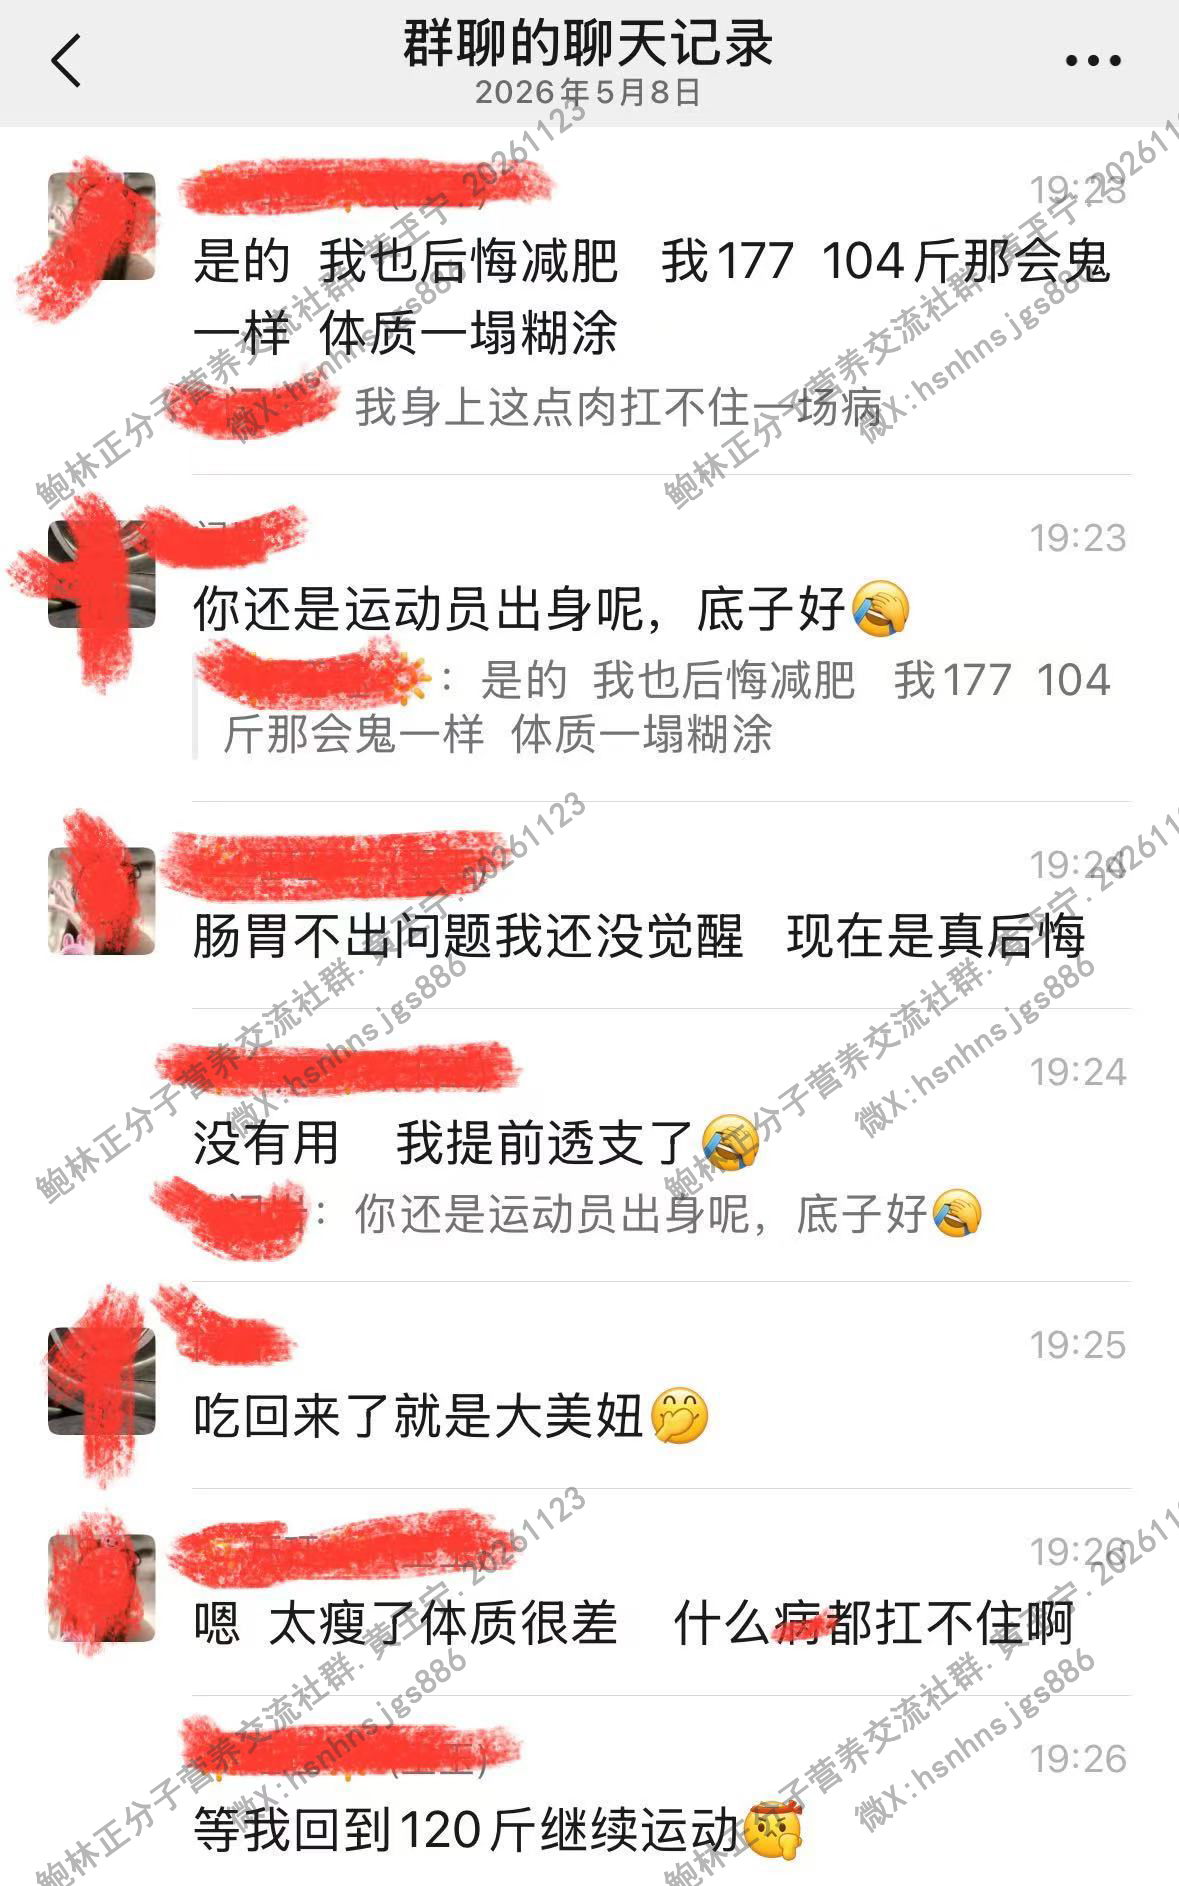 群聊的聊天记录
2026年5月8日
19:23
是的 我也后悔减肥 我177 104斤那会鬼
一样 体质一塌糊涂
我身上这点肉扛不住一场病
19:23
你还是运动员出身呢，底子好🤣
：是的 我也后悔减肥 我177 104
斤那会鬼一样 体质一塌糊涂
19:24
肠胃不出问题我还没觉醒 现在是真后悔
19:24
没有用 我提前透支了
：你还是运动员出身呢，底子好
19:25
吃回来了就是大美妞
19:26
嗯 太瘦了体质很差 什么病都扛不住啊
19:26
等我回到120斤继续运动
鲍林正分子营养交流社群.黄玊宁.20261123
微X:hsnhnsjgs886